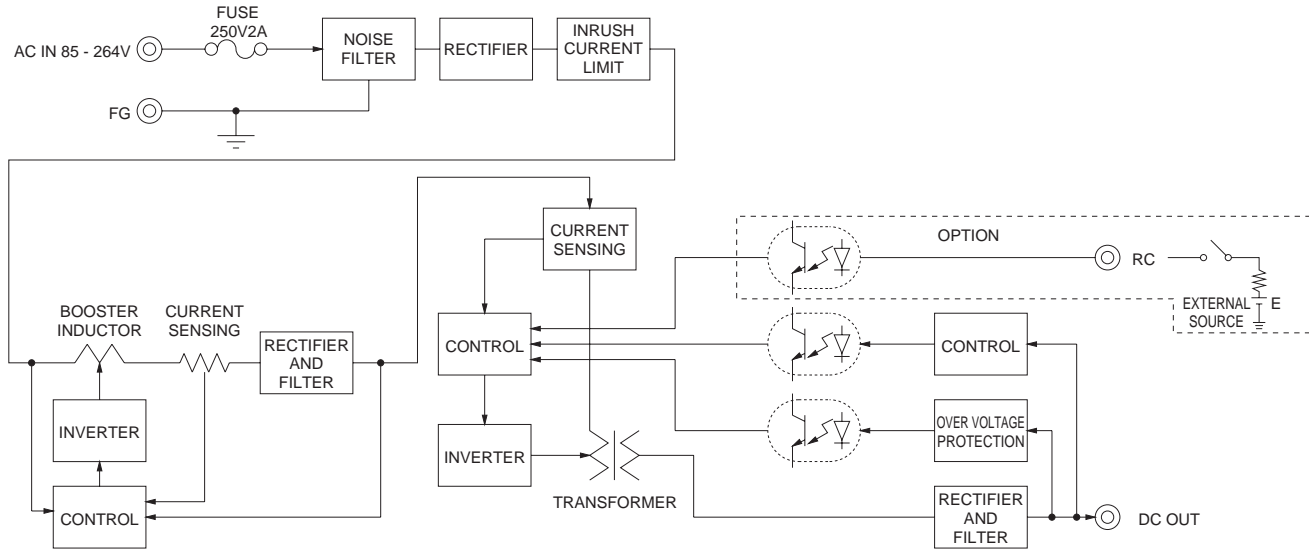 FUSE
250V2A
AC IN 85 - 264V
NOISE
FILTER
RECTIFIER
INRUSH
CURRENT
LIMIT
FG
CURRENT
SENSING
OPTION
RC
EXTERNAL
SOURCE
E
BOOSTER
INDUCTOR
CURRENT
SENSING
RECTIFIER
AND
FILTER
CONTROL
CONTROL
INVERTER
OVER VOLTAGE
PROTECTION
INVERTER
TRANSFORMER
CONTROL
RECTIFIER
AND
FILTER
DC OUT